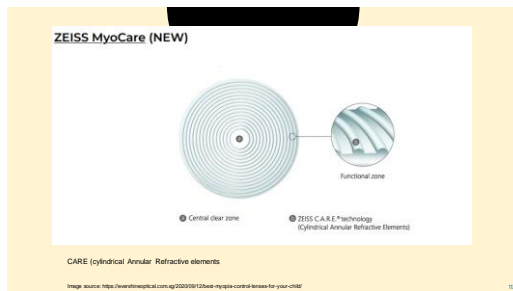 ZEISS MyoCare (NEW)
Functional zone
Central clear zone
ZEISS C.A.R.E.® technology
(Cylindrical Annular Refractive Elements)
CARE (cylindrical Annular Refractive elements
Image source: https://evershineoptical.com.sg/2020/09/12/best-myopia-control-lenses-for-your-child/